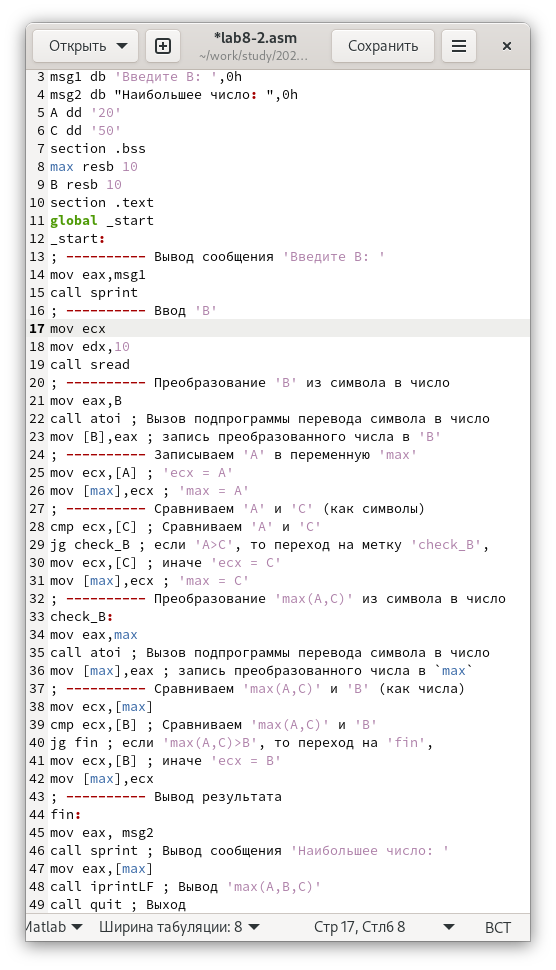 Открыть
*lab8-2.asm
~/work/study/202…
Сохранить
3 msg1 db 'Введите B: ',0h
4 msg2 db "Наибольшее число: ",0h
5 A dd '20'
6 C dd '50'
7 section .bss
8 max resb 10
9 B resb 10
10 section .text
11 global _start
12 _start:
13 ; ---------- Вывод сообщения 'Введите B: '
14 mov eax,msg1
15 call sprint
16 ; ---------- Ввод 'B'
17 mov ecx
18 mov edx,10
19 call sread
20 ; ---------- Преобразование 'B' из символа в число
21 mov eax,B
22 call atoi ; Вызов подпрограммы перевода символа в число
23 mov [B],eax ; запись преобразованного числа в 'B'
24 ; ---------- Записываем 'A' в переменную 'max'
25 mov ecx,[A] ; 'ecx = A'
26 mov [max],ecx ; 'max = A'
27 ; ---------- Сравниваем 'A' и 'C' (как символы)
28 cmp ecx,[C] ; Сравниваем 'A' и 'C'
29 jg check_B ; если 'A>C', то переход на метку 'check_B',
30 mov ecx,[C] ; иначе 'ecx = C'
31 mov [max],ecx ; 'max = C'
32 ; ---------- Преобразование 'max(A,C)' из символа в число
33 check_B:
34 mov eax,max
35 call atoi ; Вызов подпрограммы перевода символа в число
36 mov [max],eax ; запись преобразованного числа в `max`
37 ; ---------- Сравниваем 'max(A,C)' и 'B' (как числа)
38 mov ecx,[max]
39 cmp ecx,[B] ; Сравниваем 'max(A,C)' и 'B'
40 jg fin ; если 'max(A,C)>B', то переход на 'fin',
41 mov ecx,[B] ; иначе 'ecx = B'
42 mov [max],ecx
43 ; ---------- Вывод результата
44 fin:
45 mov eax, msg2
46 call sprint ; Вывод сообщения 'Наибольшее число: '
47 mov eax,[max]
48 call iprintLF ; Вывод 'max(A,B,C)'
49 call quit ; Выход
Matlab Ширина табуляции: 8 Стр 17, Стлб 8 ВСТ